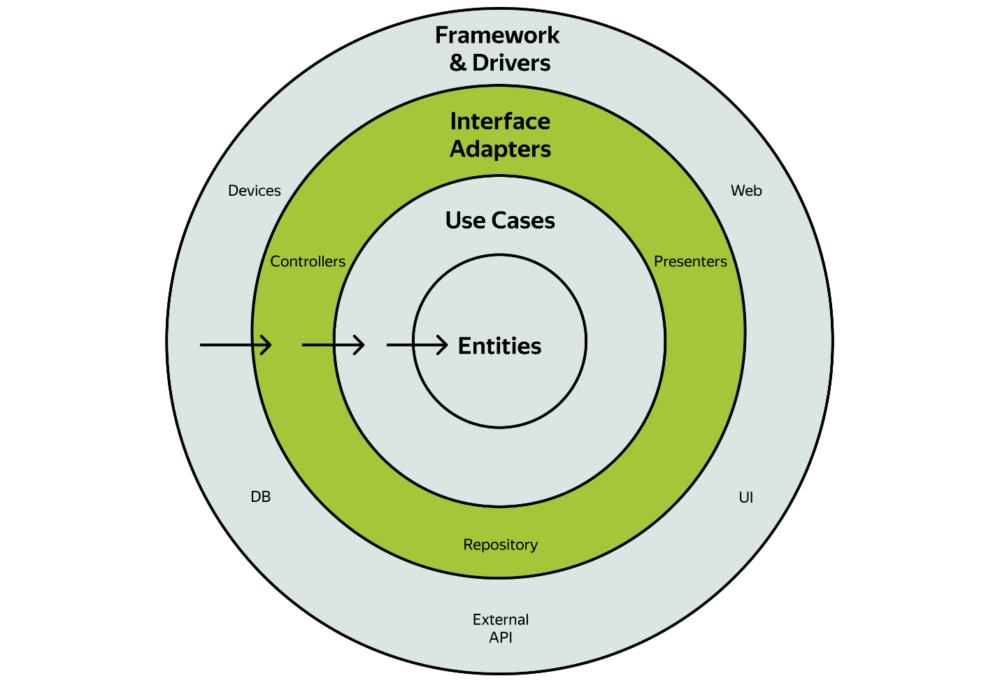 Framework
& Drivers
Interface
Adapters
Devices
Web
Use Cases
Controllers
Presenters
Entities
DB
UI
Repository
External
API